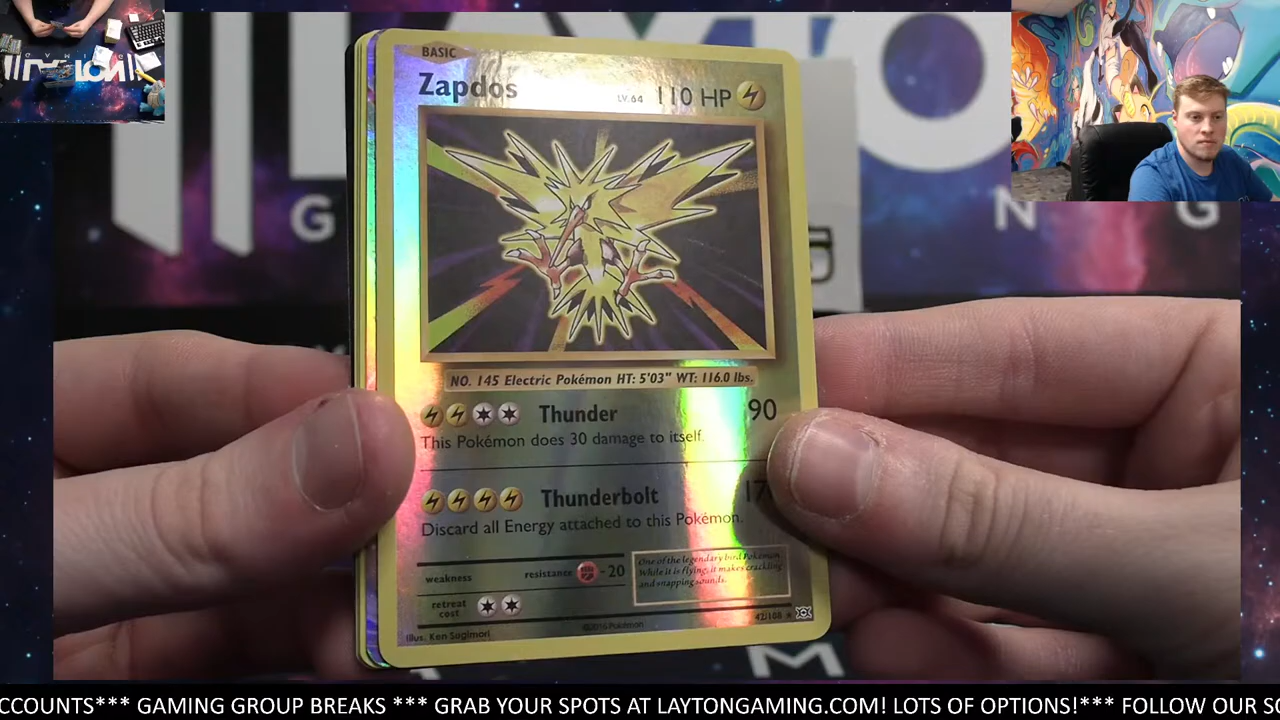 BASIC
Zapdos
LV.64 110 HP
G
N G
NO. 145 Electric Pokémon HT: 5'03" WT: 116.0 lbs.
Thunder 90
This Pokémon does 30 damage to itself.
Thunderbolt 17
Discard all Energy attached to this Pokémon.
weakness resistance -20
One of the legendary bird Pokémon.
While it is flying, it makes crackling
and snapping sounds.
retreat
cost
42/108
Illus. Ken Sugimori ©2016 Pokémon
M
CCOUNTS*** GAMING GROUP BREAKS *** GRAB YOUR SPOTS AT LAYTONGAMING.COM! LOTS OF OPTIONS!*** FOLLOW OUR SO